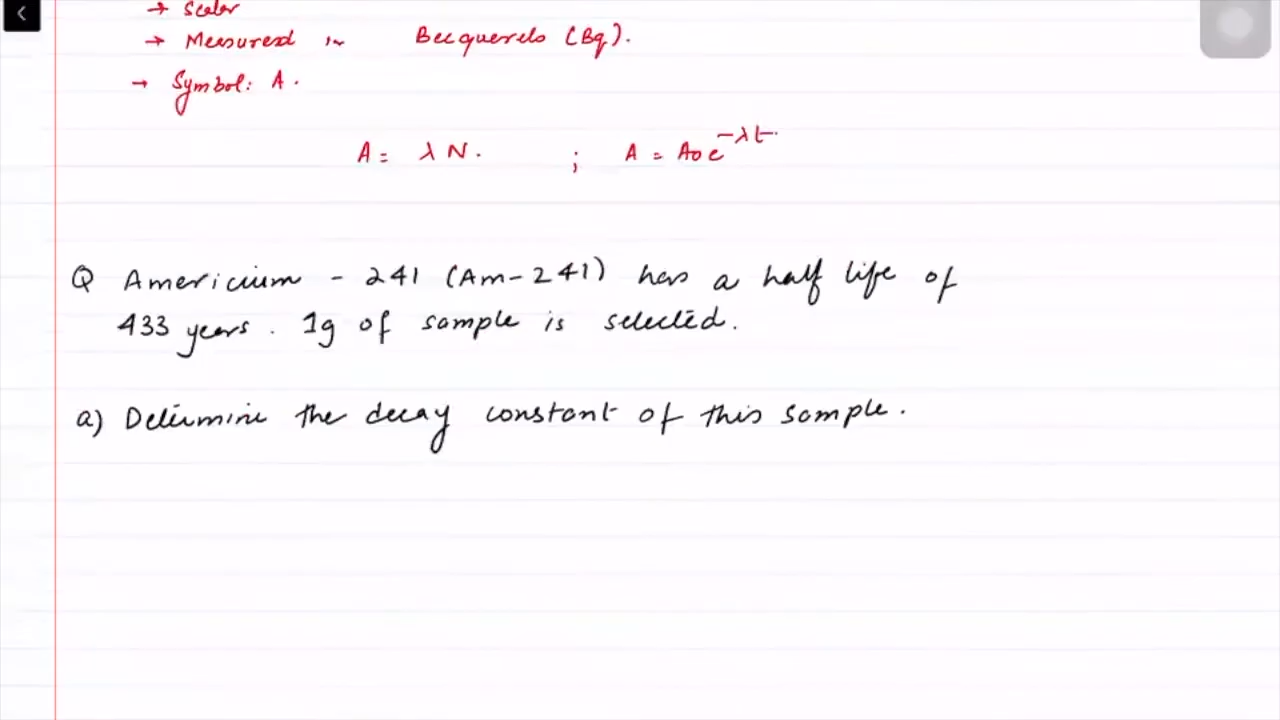 → Scalar
→ Measured in Becquerels (Bq).
→ Symbol: A.
A = λN. ; A = A₀e^-λt.
Q Americium - 241 (Am-241) has a half life of
433 years. 1g of sample is selected.
a) Determine the decay constant of this sample.